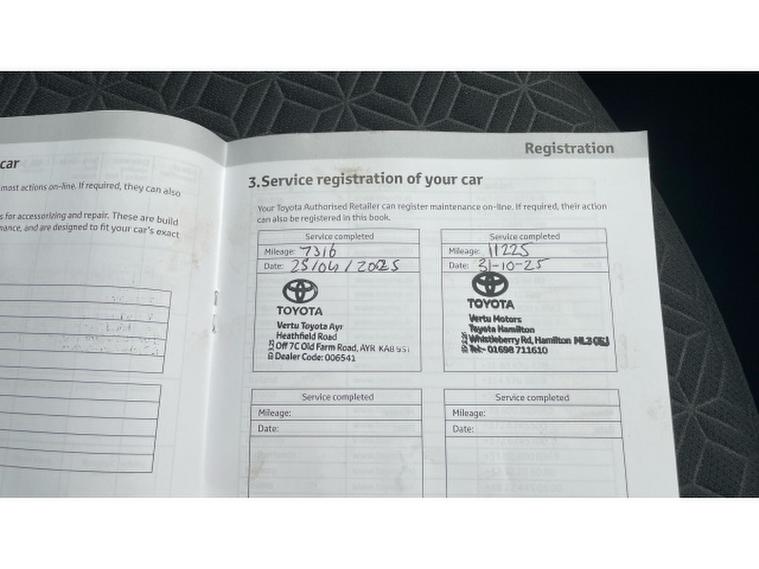 car
most actions on-line. If required, they can also
s for accessorizing and repair. These are build
nance, and are designed to fit your car's exact
Registration
3.Service registration of your car
Your Toyota Authorised Retailer can register maintenance on-line. If required, their action
can also be registered in this book.
Service completed
Mileage: 7316
Date: 25/04/2025
TOYOTA
Vertu Toyota Ayr
Heathfield Road
Off 7C Old Farm Road, AYR KA8 9ST
Dealer Code: 006541
Service completed
Mileage: 11225
Date: 31-10-25
TOYOTA
Vertu Motors
Toyota Hamilton
Whistleberry Rd, Hamilton ML3 0EJ
Tel:- 01698 711610
Service completed
Mileage:
Date:
Service completed
Mileage:
Date: